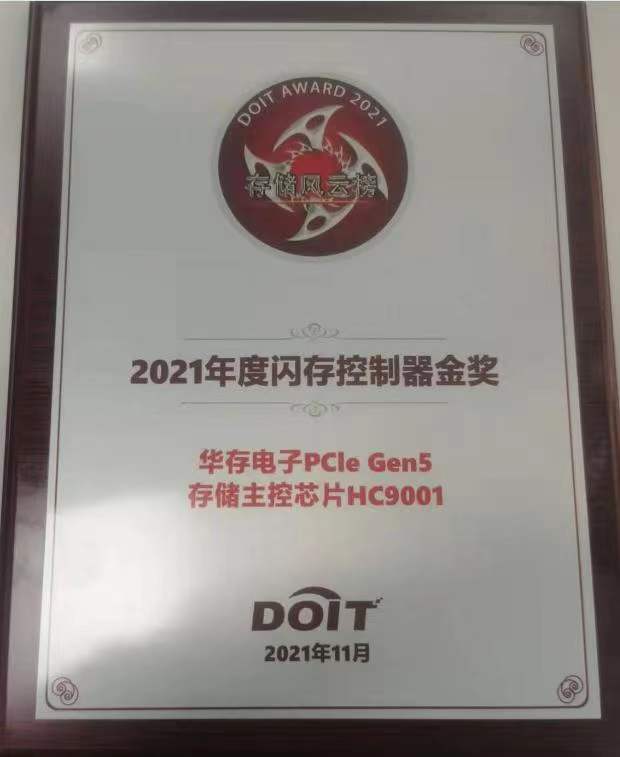 DOIT AWARD 2021
存储风云榜
2021年度闪存控制器金奖
华存电子PCle Gen5
存储主控芯片HC9001
DOIT
2021年11月